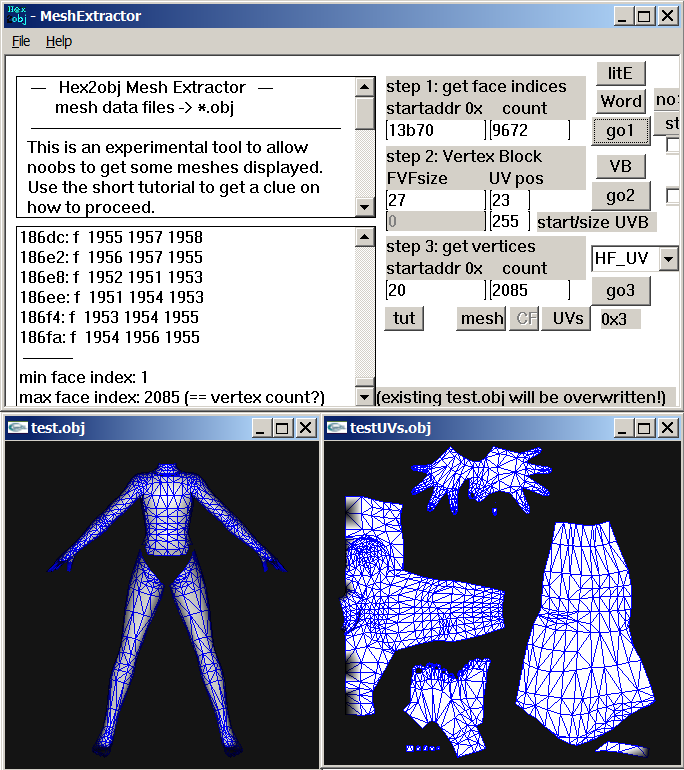 Hex
obj - MeshExtractor
File Help
— Hex2obj Mesh Extractor —
mesh data files -> *.obj
This is an experimental tool to allow
noobs to get some meshes displayed.
Use the short tutorial to get a clue on
how to proceed.
186dc: f 1955 1957 1958
186e2: f 1956 1957 1955
186e8: f 1952 1951 1953
186ee: f 1951 1954 1953
186f4: f 1953 1954 1955
186fa: f 1954 1956 1955
min face index: 1
max face index: 2085 (== vertex count?)
step 1: get face indices
startaddr 0x count
13b70 9672
litE
Word
go1
no
st
step 2: Vertex Block
FVFsize UV pos
27 23
0 255 start/size UVB
VB
go2
step 3: get vertices
startaddr 0x count
20 2085
HF_UV
go3
tut mesh CF UVs 0x3
(existing test.obj will be overwritten!)
test.obj
testUVs.obj